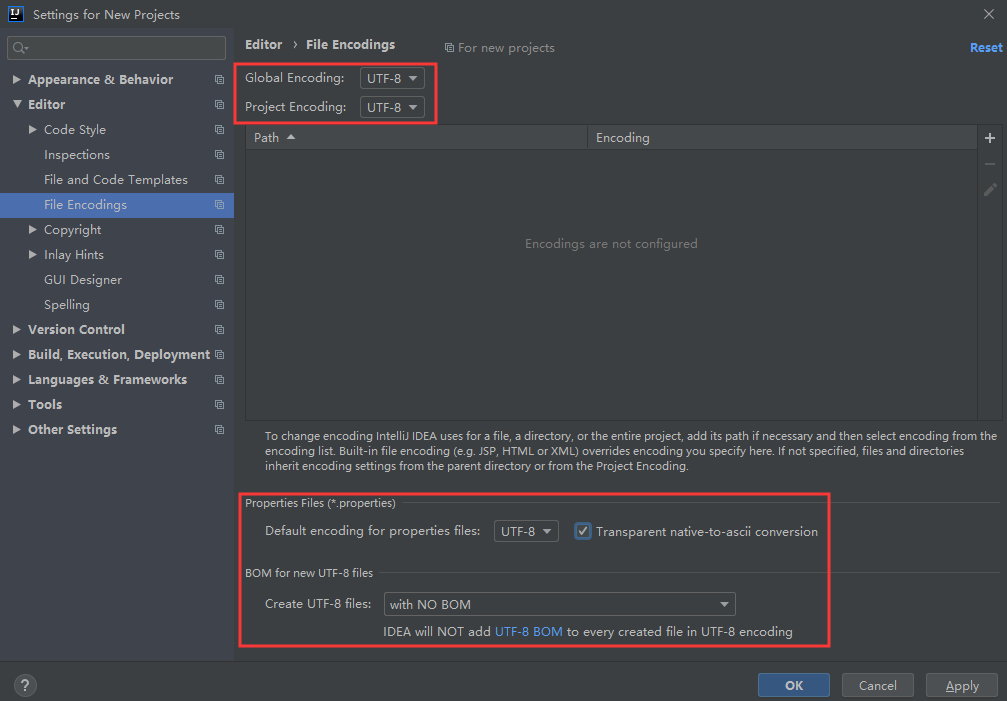 Settings for New Projects
Editor › File Encodings
For new projects
Reset
Appearance & Behavior
Editor
Code Style
Inspections
File and Code Templates
File Encodings
Copyright
Inlay Hints
GUI Designer
Spelling
Version Control
Build, Execution, Deployment
Languages & Frameworks
Tools
Other Settings
Global Encoding: UTF-8
Project Encoding: UTF-8
Path Encoding
Encodings are not configured
To change encoding IntelliJ IDEA uses for a file, a directory, or the entire project, add its path if necessary and then select encoding from the
encoding list. Built-in file encoding (e.g. JSP, HTML or XML) overrides encoding you specify here. If not specified, files and directories
inherit encoding settings from the parent directory or from the Project Encoding.
Properties Files (*.properties)
Default encoding for properties files: UTF-8 Transparent native-to-ascii conversion
BOM for new UTF-8 files
Create UTF-8 files: with NO BOM
IDEA will NOT add UTF-8 BOM to every created file in UTF-8 encoding
?
OK
Cancel
Apply